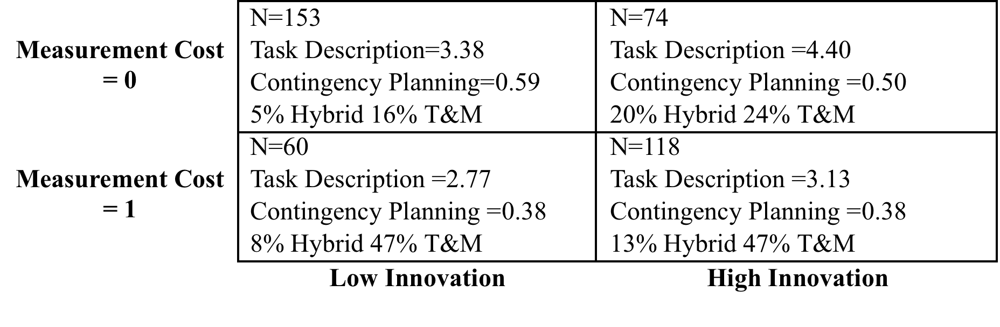 Measurement Cost
= 0
N=153
Task Description=3.38
Contingency Planning=0.59
5% Hybrid 16% T&M
N=74
Task Description =4.40
Contingency Planning =0.50
20% Hybrid 24% T&M
Measurement Cost
= 1
N=60
Task Description =2.77
Contingency Planning =0.38
8% Hybrid 47% T&M
N=118
Task Description =3.13
Contingency Planning =0.38
13% Hybrid 47% T&M
Low Innovation
High Innovation